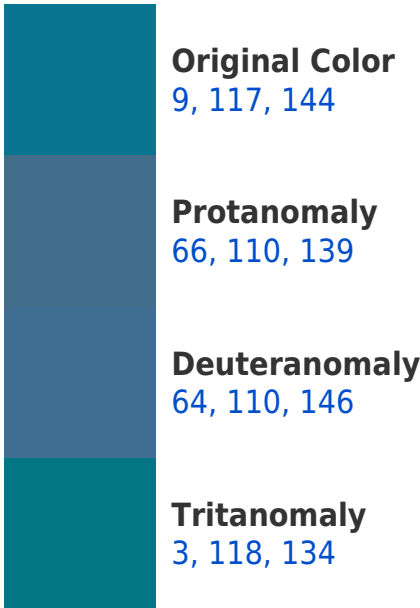 Original Color
9, 117, 144
Protanomaly
66, 110, 139
Deuteranomaly
64, 110, 146
Tritanomaly
3, 118, 134